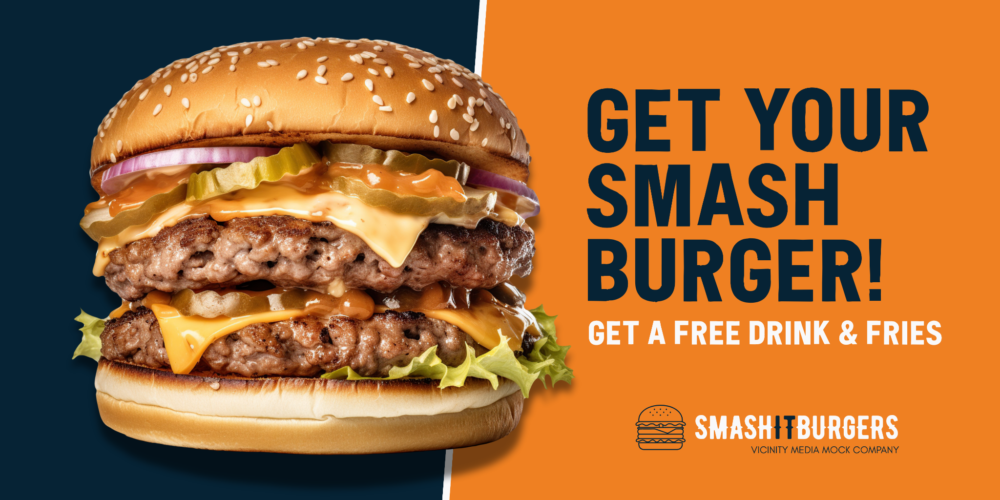 GET YOUR
SMASH
BURGER!
GET A FREE DRINK & FRIES
SMASHITBURGERS
VICINITY MEDIA MOCK COMPANY